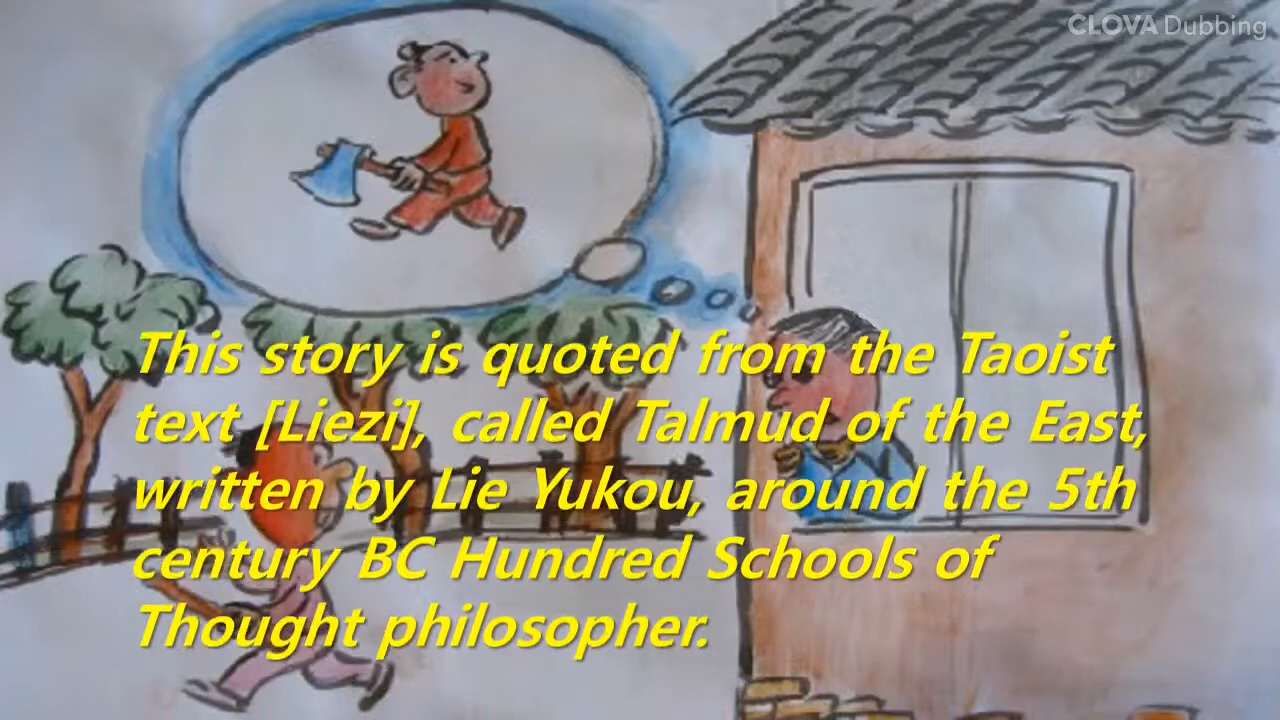 CLOVA Dubbing
This story is quoted from the Taoist
text [Liezi], called Talmud of the East,
written by Lie Yukou, around the 5th
century BC Hundred Schools of
Thought philosopher.